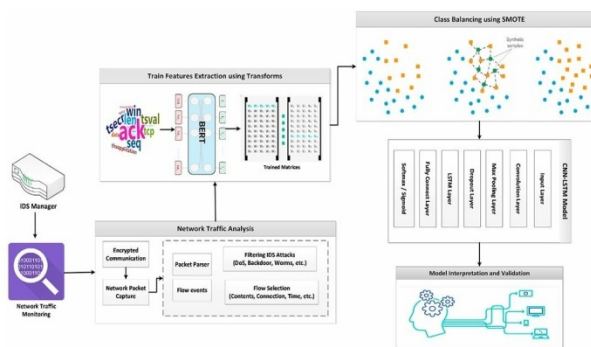 Class Balancing using SMOTE
Synthetic
samples
Train Features Extraction using Transforms
win
tsecr
len
tsval
ack
tcp
seq
BERT
Trained Matrices
IDS Manager
Network Traffic
Monitoring
Network Traffic Analysis
Encrypted
Communication
Network Packet
Capture
Packet Parser
Flow events
Filtering IDS Attacks
(DoS, Backdoor, Worms, etc.)
Flow Selection
(Contents, Connection, Time, etc.)
Softmax / Sigmoid
Fully Connect Layer
LSTM Layer
Dropout Layer
Max Pooling Layer
Convolution Layer
Input Layer
CNN-LSTM Model
Model Interpretation and Validation